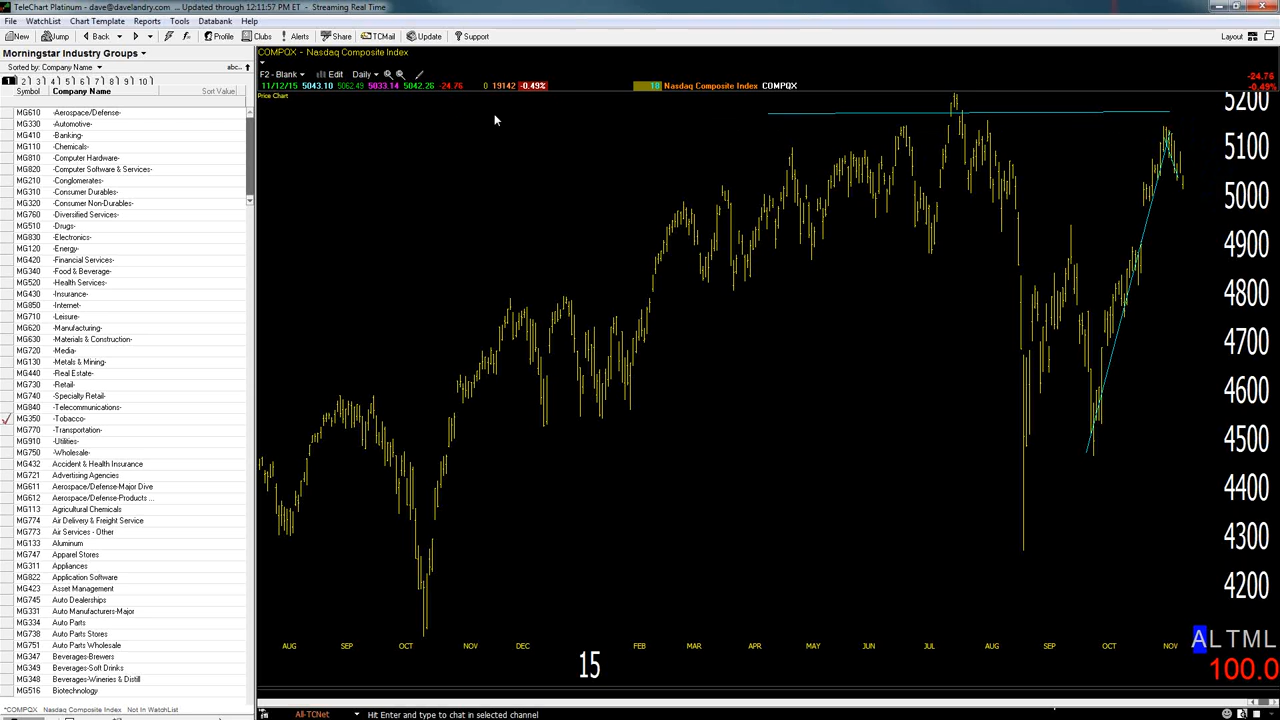 TeleChart Platinum - dave@davelandry.com ... Updated through 12:11:57 PM ET - Streaming Real Time
File WatchList Chart Template Reports Tools Databank Help
New Jump Back Profile Clubs Alerts Share TCMail Update Support Layout
Morningstar Industry Groups
Sorted by: Company Name abc..
1 2 3 4 5 6 7 8 9 10
Symbol Company Name Sort Value
MG610 -Aerospace/Defense-
MG330 -Automotive-
MG410 -Banking-
MG110 -Chemicals-
MG810 -Computer Hardware-
MG820 -Computer Software & Services-
MG210 -Conglomerates-
MG310 -Consumer Durables-
MG320 -Consumer Non-Durables-
MG760 -Diversified Services-
MG510 -Drugs-
MG830 -Electronics-
MG120 -Energy-
MG420 -Financial Services-
MG340 -Food & Beverage-
MG520 -Health Services-
MG430 -Insurance-
MG850 -Internet-
MG710 -Leisure-
MG620 -Manufacturing-
MG630 -Materials & Construction-
MG720 -Media-
MG130 -Metals & Mining-
MG440 -Real Estate-
MG730 -Retail-
MG740 -Specialty Retail-
MG840 -Telecommunications-
MG350 -Tobacco-
MG770 -Transportation-
MG910 -Utilities-
MG750 -Wholesale-
MG432 Accident & Health Insurance
MG721 Advertising Agencies
MG611 Aerospace/Defense-Major Dive
MG612 Aerospace/Defense-Products ...
MG113 Agricultural Chemicals
MG774 Air Delivery & Freight Service
MG773 Air Services - Other
MG133 Aluminum
MG747 Apparel Stores
MG311 Appliances
MG822 Application Software
MG423 Asset Management
MG745 Auto Dealerships
MG331 Auto Manufacturers-Major
MG334 Auto Parts
MG738 Auto Parts Stores
MG751 Auto Parts Wholesale
MG347 Beverages-Brewers
MG349 Beverages-Soft Drinks
MG348 Beverages-Wineries & Distill
MG516 Biotechnology
*COMPQX Nasdaq Composite Index Not In WatchList
COMPQX - Nasdaq Composite Index
F2 - Blank Edit Daily
11/12/15 5043.10 5062.49 5033.14 5042.26 -24.76 0 19142 -0.49% 10 Nasdaq Composite Index COMPQX
-24.76
-0.49%
Price Chart
5200
5100
5000
4900
4800
4700
4600
4500
4400
4300
4200
ALTML
100.0
AUG SEP OCT NOV DEC 15 FEB MAR APR MAY JUN JUL AUG SEP OCT NOV
All-TCNet Hit Enter and type to chat in selected channel